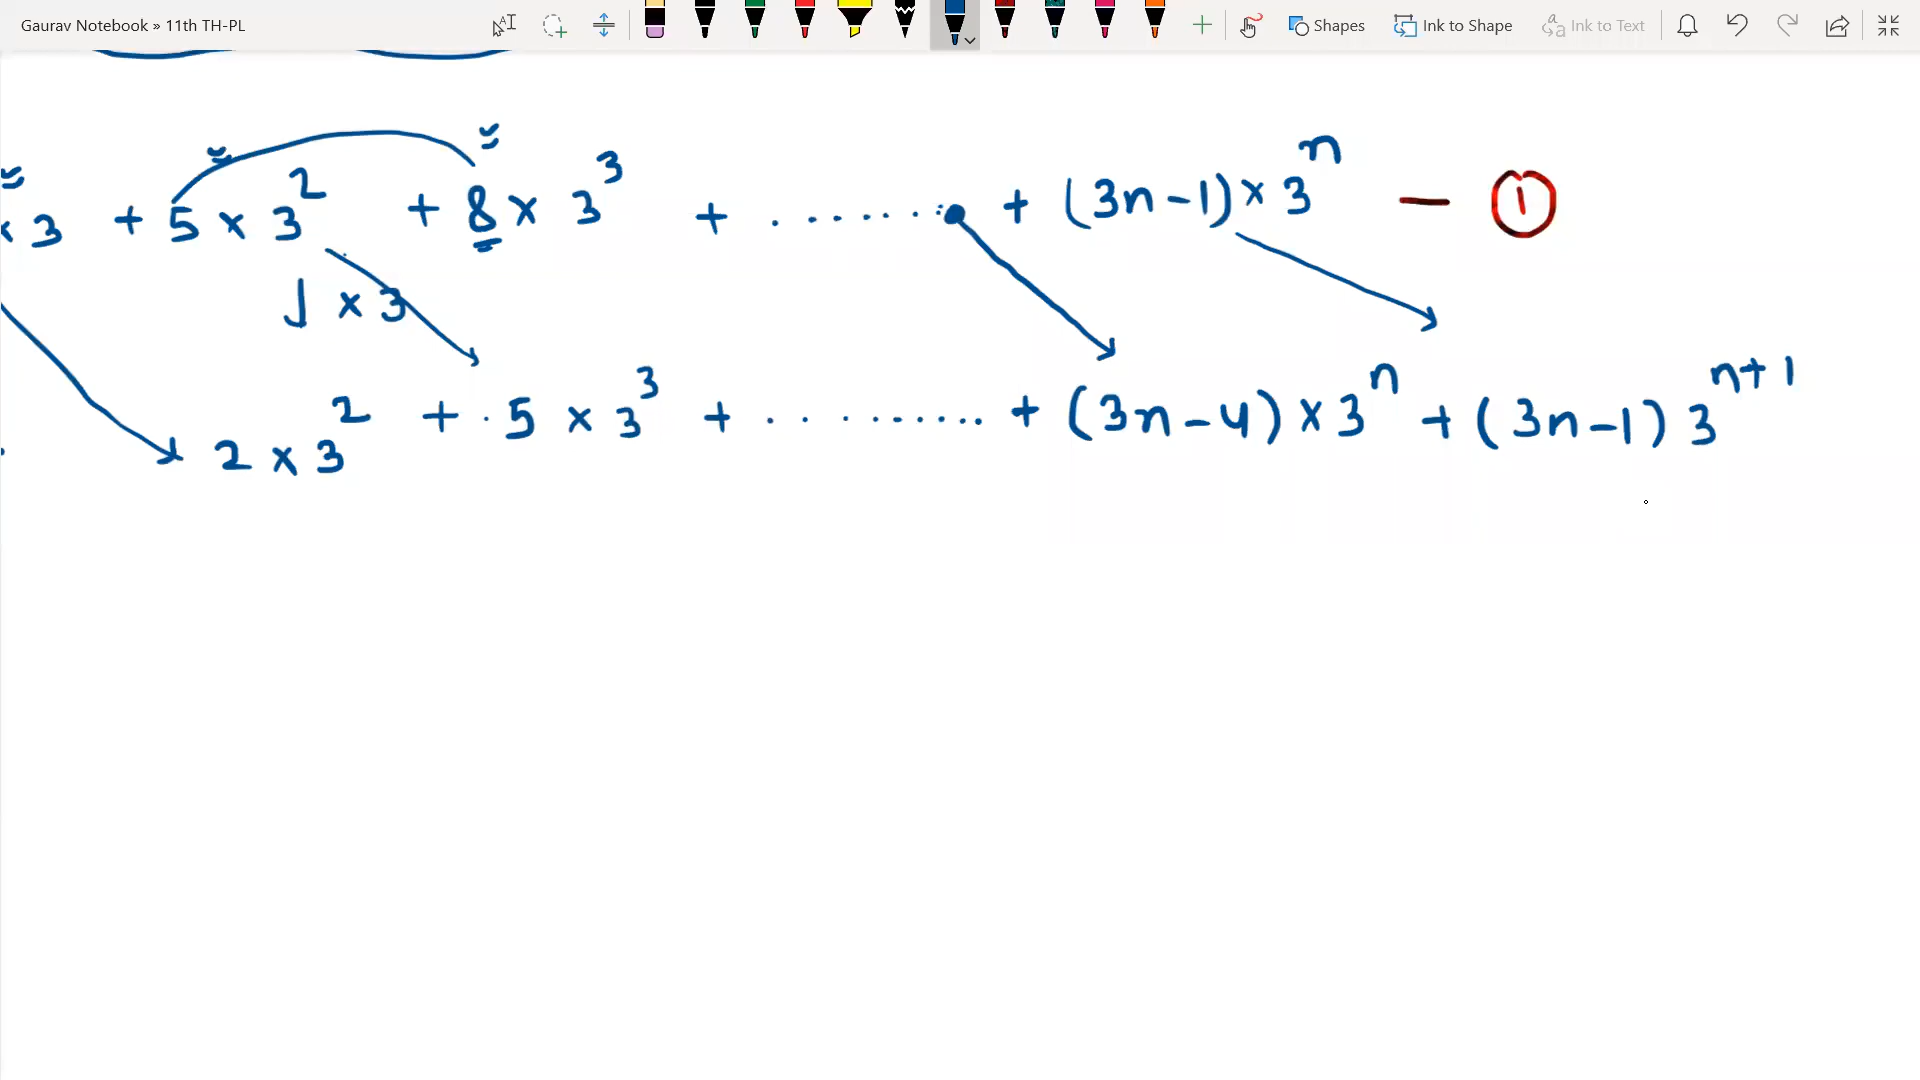 Gaurav Notebook » 11th TH-PL
Shapes
Ink to Shape
Ink to Text
× 3 + 5 × 3² + 8 × 3³ + ........ + (3n-1) × 3ⁿ — ①
× 3
2 × 3² + 5 × 3³ + ......... + (3n-4) × 3ⁿ + (3n-1) 3ⁿ⁺¹